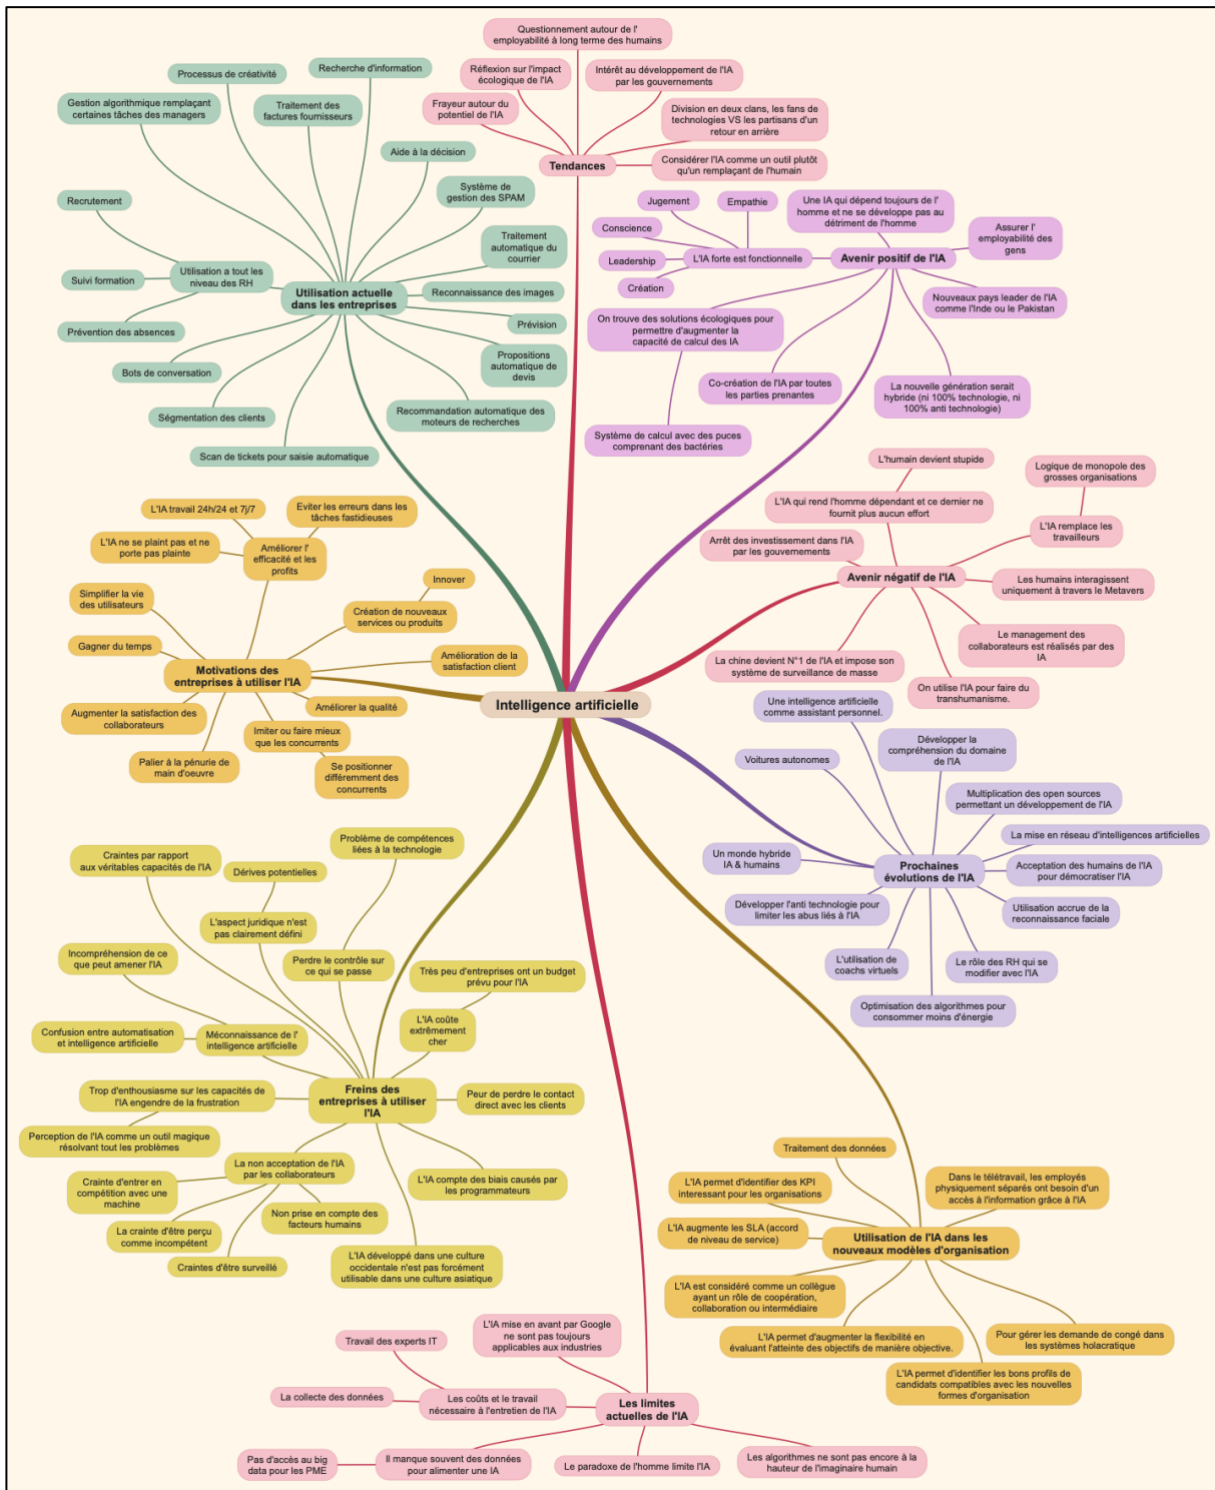 Questionnement autour de l'
employabilité à long terme des humains
Réflexion sur l'impact
écologique de l'IA
Intérêt au développement de l'IA
par les gouvernements
Frayeur autour du
potentiel de l'IA
Division en deux clans, les fans de
technologies VS les partisans d'un
retour en arrière
Tendances
Considérer l'IA comme un outil plutôt
qu'un remplaçant de l'humain
Processus de créativité
Recherche d'information
Gestion algorithmique remplaçant
certaines tâches des managers
Traitement des
factures fournisseurs
Aide à la décision
Système de
gestion des SPAM
Recrutement
Traitement
automatique du
courrier
Suivi formation
Utilisation a tout les
niveau des RH
Utilisation actuelle
dans les entreprises
Reconnaissance des images
Prévention des absences
Prévision
Bots de conversation
Propositions
automatique de
devis
Ségmentation des clients
Recommandation automatique des
moteurs de recherches
Scan de tickets pour saisie automatique
Jugement
Empathie
Une IA qui dépend toujours de l'
homme et ne se développe pas au
détriment de l'homme
Conscience
Assurer l'
employabilité des
gens
Leadership
L'IA forte est fonctionnelle
Avenir positif de l'IA
Création
Nouveaux pays leader de l'IA
comme l'Inde ou le Pakistan
On trouve des solutions écologiques pour
permettre d'augmenter la
capacité de calcul des IA
Co-création de l'IA par toutes
les parties prenantes
La nouvelle génération serait
hybride (ni 100% technologie, ni
100% anti technologie)
Système de calcul avec des puces
comprenant des bactéries
L'humain devient stupide
Logique de monopole des
grosses organisations
L'IA qui rend l'homme dépendant et ce dernier ne
fournit plus aucun effort
L'IA remplace les
travailleurs
Arrêt des investissement dans l'IA
par les gouvernements
Avenir négatif de l'IA
Les humains interagissent
uniquement à travers le Metavers
Le management des
collaborateurs est réalisés par des
IA
La chine devient N°1 de l'IA et impose son
système de surveillance de masse
On utilise l'IA pour faire du
transhumanisme.
L'IA travail 24h/24 et 7j/7
Eviter les erreurs dans les
tâches fastidieuses
L'IA ne se plaint pas et ne
porte pas plainte
Améliorer l'
efficacité et les
profits
Innover
Simplifier la vie
des utilisateurs
Création de nouveaux
services ou produits
Gagner du temps
Motivations des
entreprises à utiliser l'IA
Amélioration de la
satisfaction client
Augmenter la satisfaction des
collaborateurs
Améliorer la qualité
Imiter ou faire mieux
que les concurrents
Palier à la pénurie de
main d'oeuvre
Se positionner
différemment des
concurrents
Intelligence artificielle
Une intelligence artificielle
comme assistant personnel.
Développer la
compréhension du domaine
de l'IA
Voitures autonomes
Multiplication des open sources
permettant un développement de l'IA
La mise en réseau d'intelligences artificielles
Un monde hybride
IA & humains
Prochaines
évolutions de l'IA
Acceptation des humains de l'IA
pour démocratiser l'IA
Développer l'anti technologie pour
limiter les abus liés à l'IA
Utilisation accrue de la
reconnaissance faciale
L'utilisation de
coachs virtuels
Le rôle des RH qui se
modifier avec l'IA
Optimisation des algorithmes pour
consommer moins d'énergie
Problème de compétences
liées à la technologie
Craintes par rapport
aux véritables capacités de l'IA
Dérives potentielles
L'aspect juridique n'est
pas clairement défini
Incompréhension de ce
que peut amener l'IA
Perdre le contrôle sur
ce qui se passe
Très peu d'entreprises ont un budget
prévu pour l'IA
L'IA coûte
extrêmement
cher
Confusion entre automatisation
et intelligence artificielle
Méconnaissance de l'
intelligence artificielle
Trop d'enthousiasme sur les capacités de
l'IA engendre de la frustration
Freins des
entreprises à utiliser
l'IA
Peur de perdre le contact
direct avec les clients
Perception de l'IA comme un outil magique
résolvant tout les problèmes
La non acceptation de l'IA
par les collaborateurs
L'IA compte des biais causés par
les programmateurs
Crainte d'entrer en
compétition avec une
machine
Non prise en compte des
facteurs humains
La crainte d'être perçu
comme incompétent
Craintes d'être surveillé
L'IA développé dans une culture
occidentale n'est pas forcément
utilisable dans une culture asiatique
Traitement des données
L'IA permet d'identifier des KPI
interessant pour les organisations
Dans le télétravail, les employés
physiquement séparés ont besoin d'un
accès à l'information grâce à l'IA
L'IA augmente les SLA (accord
de niveau de service)
Utilisation de l'IA dans les
nouveaux modèles d'organisation
L'IA est considéré comme un collègue
ayant un rôle de coopération,
collaboration ou intermédiaire
L'IA permet d'augmenter la flexibilité en
évaluant l'atteinte des objectifs de manière objective.
Pour gérer les demande de congé dans
les systèmes holacratique
L'IA permet d'identifier les bons profils de
candidats compatibles avec les nouvelles
formes d'organisation
L'IA mise en avant par Google
ne sont pas toujours
applicables aux industries
Travail des experts IT
La collecte des données
Les coûts et le travail
nécessaire à l'entretien de l'IA
Les limites
actuelles de l'IA
Pas d'accès au big
data pour les PME
Il manque souvent des données
pour alimenter une IA
Le paradoxe de l'homme limite l'IA
Les algorithmes ne sont pas encore à la
hauteur de l'imaginaire humain